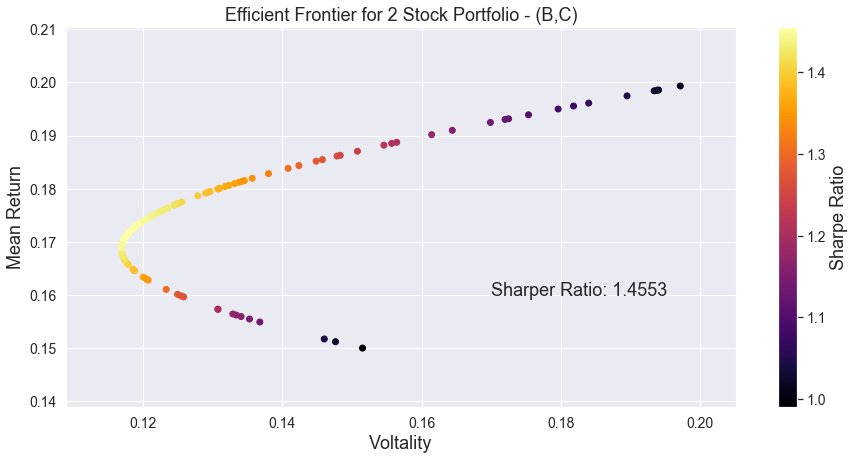 Efficient Frontier for 2 Stock Portfolio - (B,C)
0.21
0.20
0.19
0.18
0.17
0.16
0.15
0.14
Mean Return
Sharper Ratio: 1.4553
0.12 0.14 0.16 0.18 0.20
Voltality
1.4
1.3
1.2
1.1
1.0
Sharpe Ratio